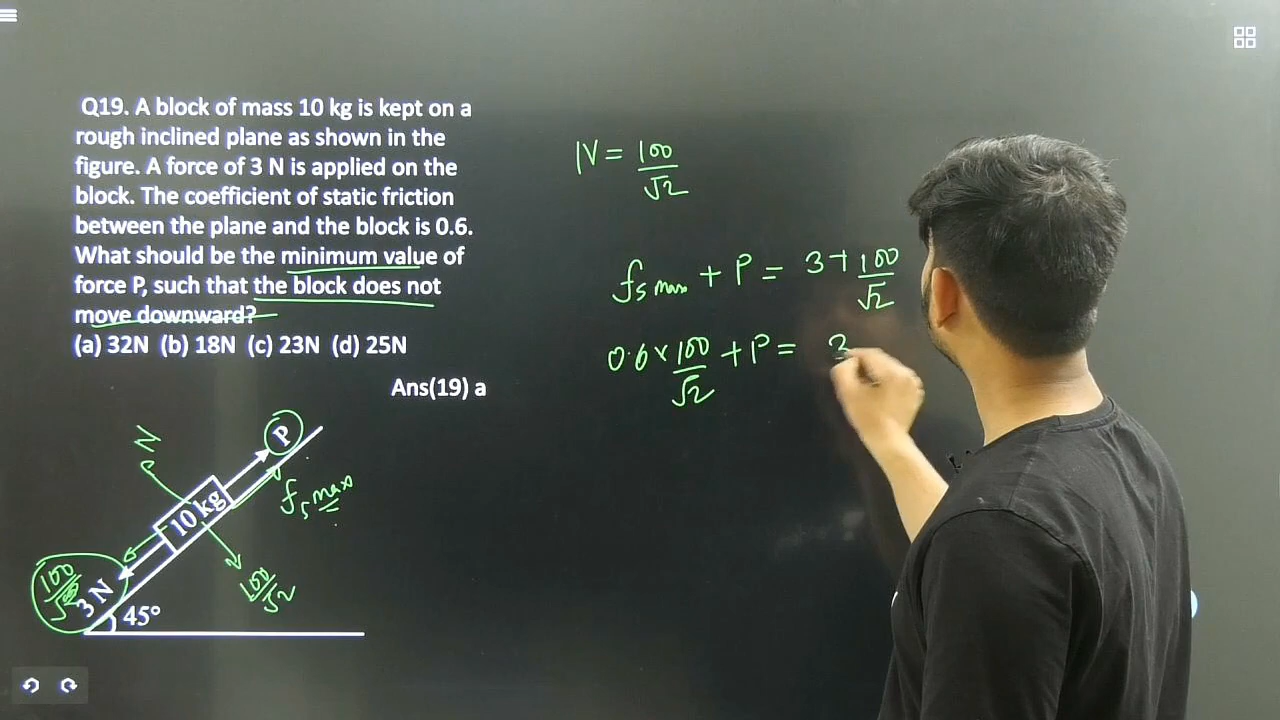 Q19. A block of mass 10 kg is kept on a
rough inclined plane as shown in the
figure. A force of 3 N is applied on the
block. The coefficient of static friction
between the plane and the block is 0.6.
What should be the minimum value of
force P, such that the block does not
move downward?
(a) 32N (b) 18N (c) 23N (d) 25N
Ans(19) a
N = 100/√2
fs max + P = 3 + 100/√2
0.6 × 100/√2 + P = 3
N
P
fs max
10 kg
100/√2
3 N
100/√2
45°